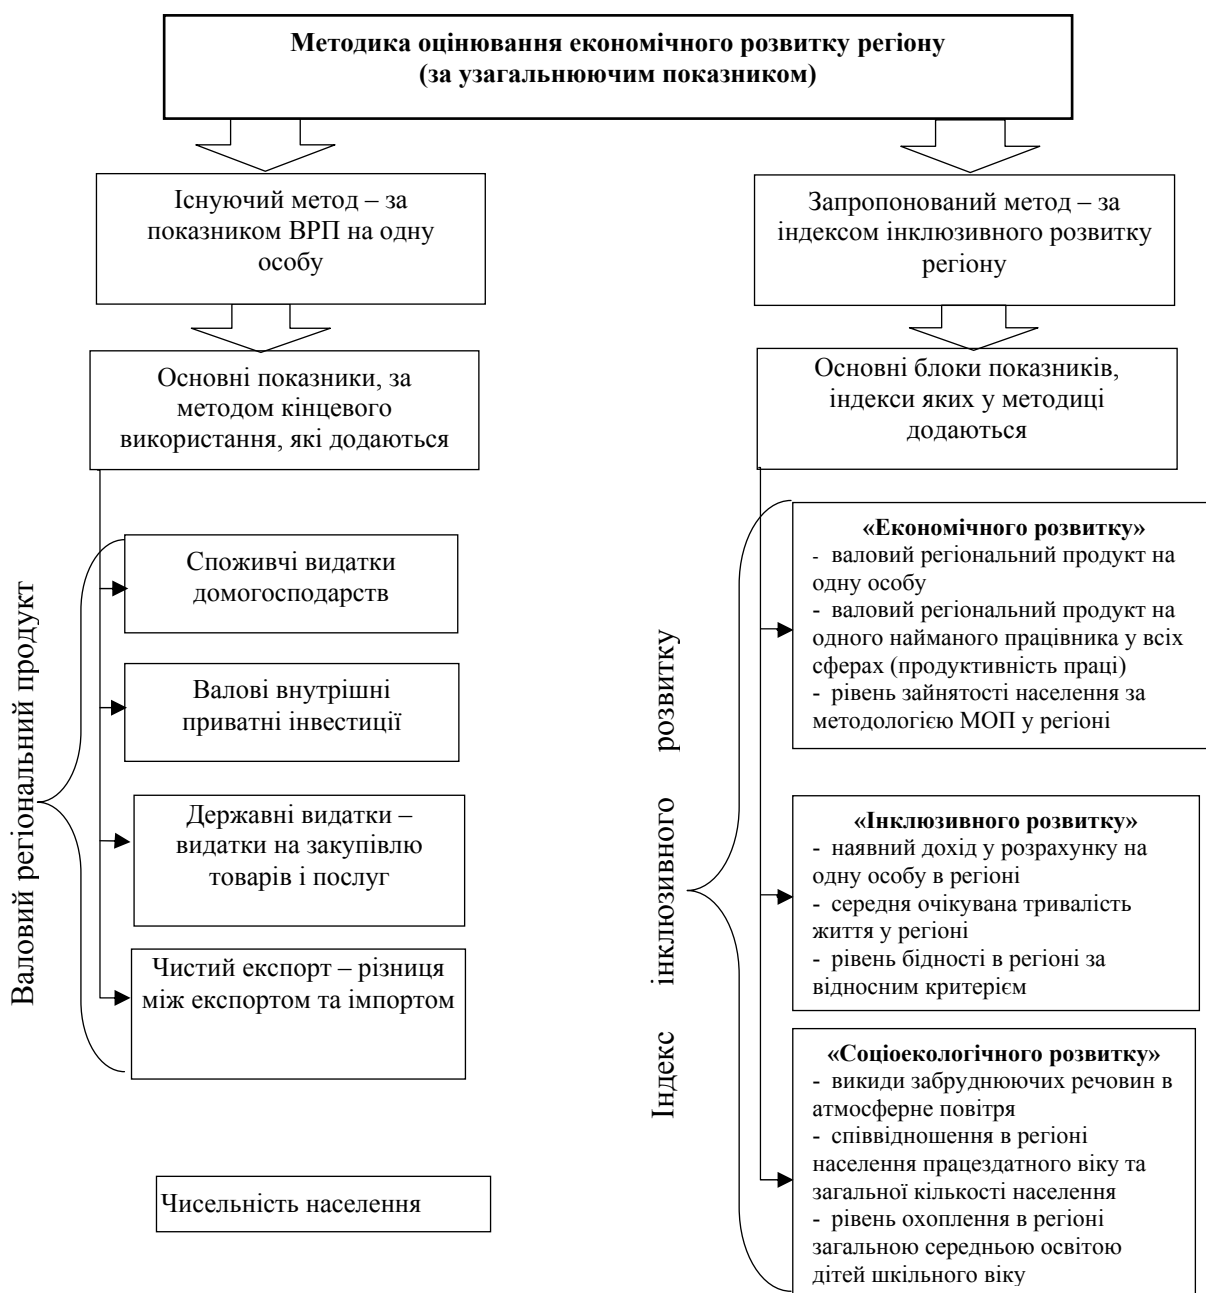 Методика оцінювання економічного розвитку регіону
(за узагальнюючим показником)
Існуючий метод – за
показником ВРП на одну
особу
Основні показники, за
методом кінцевого
використання, які додаються
Валовий регіональний продукт
Споживчі видатки
домогосподарств
Валові внутрішні
приватні інвестиції
Державні видатки –
видатки на закупівлю
товарів і послуг
Чистий експорт – різниця
між експортом та імпортом
Чисельність населення
Запропонований метод – за
індексом інклюзивного розвитку
регіону
Основні блоки показників,
індекси яких у методиці
додаються
Індекс інклюзивного розвитку
«Економічного розвитку»
- валовий регіональний продукт на
одну особу
- валовий регіональний продукт на
одного найманого працівника у всіх
сферах (продуктивність праці)
- рівень зайнятості населення за
методологією МОП у регіоні
«Інклюзивного розвитку»
- наявний дохід у розрахунку на
одну особу в регіоні
- середня очікувана тривалість
життя у регіоні
- рівень бідності в регіоні за
відносним критерієм
«Соціоекологічного розвитку»
- викиди забруднюючих речовин в
атмосферне повітря
- співвідношення в регіоні
населення працездатного віку та
загальної кількості населення
- рівень охоплення в регіоні
загальною середньою освітою
дітей шкільного віку